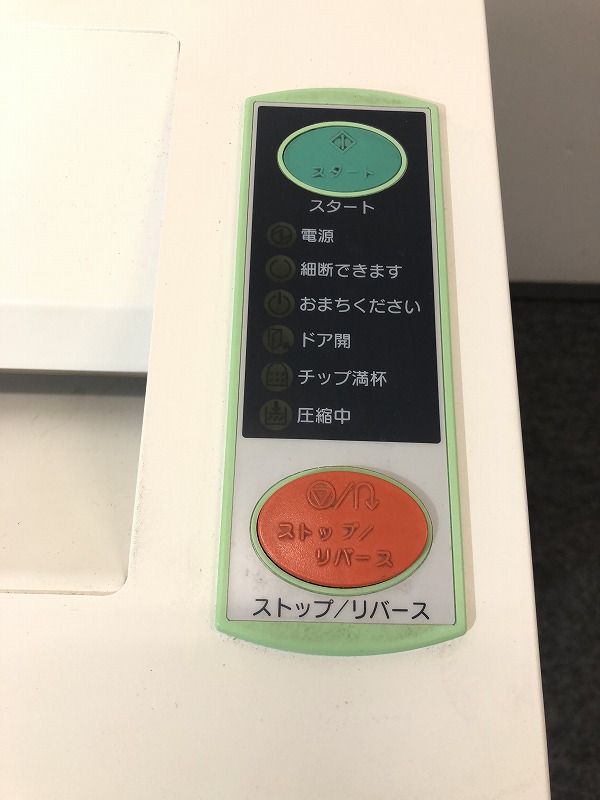 スタート
スタート
電源
細断できます
おまちください
ドア開
チップ満杯
圧縮中
ストップ/
リバース
ストップ/リバース